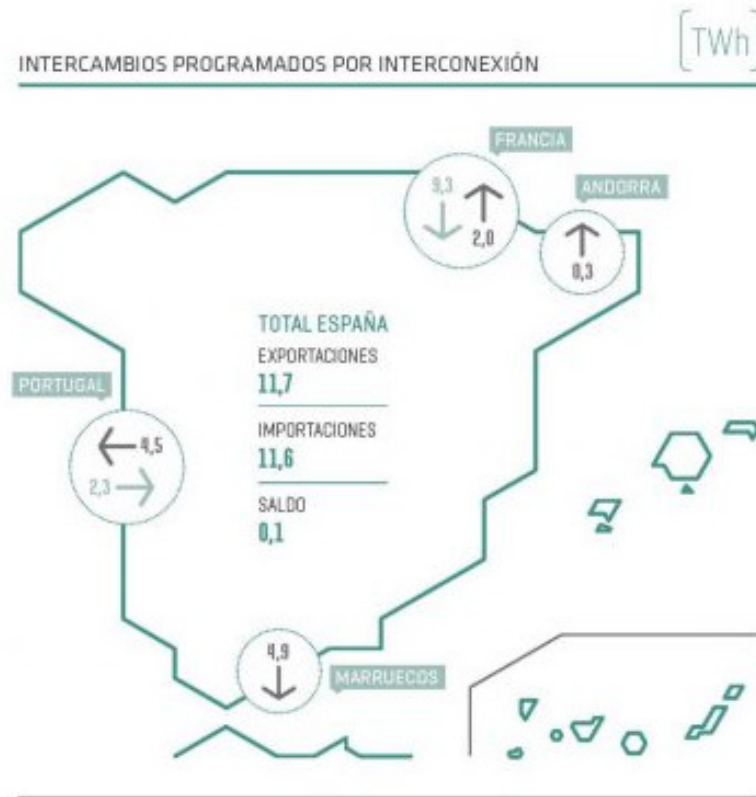 INTERCAMBIOS PROGRAMADOS POR INTERCONEXIÓN
[TWh]
FRANCIA
9,3
2,0
ANDORRA
0,3
TOTAL ESPAÑA
EXPORTACIONES
11,7
IMPORTACIONES
11,6
SALDO
0,1
PORTUGAL
4,5
2,3
4,9
MARRUECOS